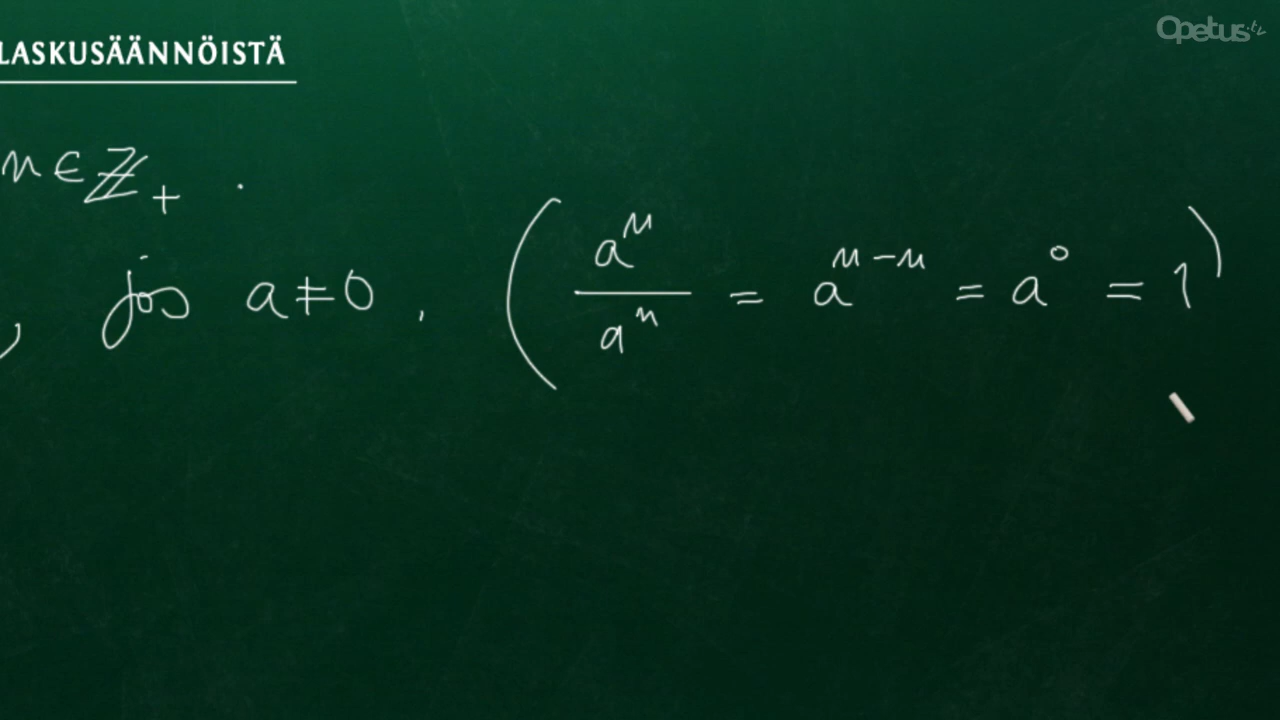 LASKUSÄÄNNÖISTÄ
Opetus.tv
n ∈ ℤ₊ .
, jos a ≠ 0 . ( aⁿ / aⁿ = aⁿ⁻ⁿ = a⁰ = 1 )